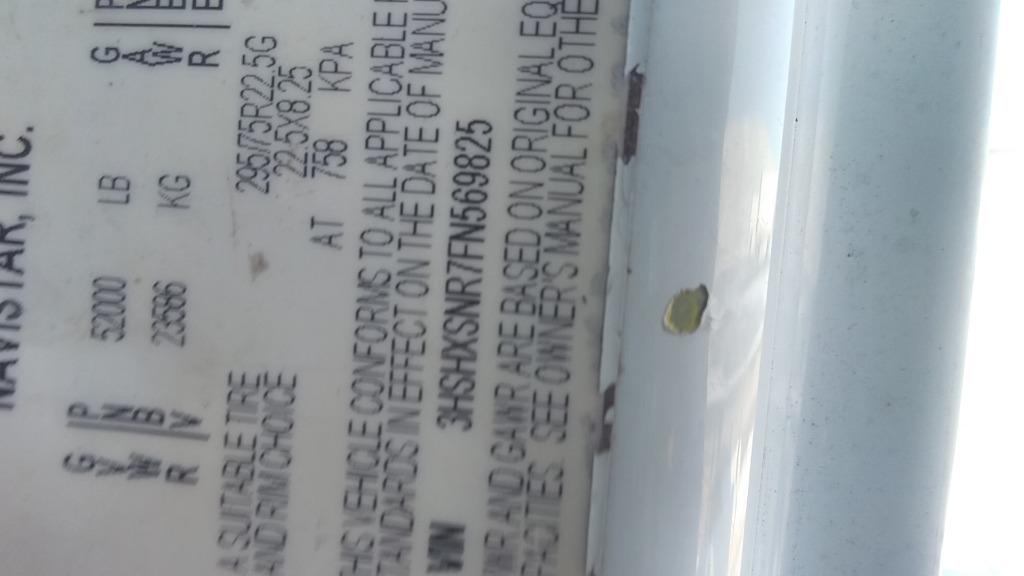 NAVISTAR, INC.
G P
V N 52000 LB
W B 23586 KG
R V
G P
A N
W B
R E
A SUITABLE TIRE 295/75R22.5G
AND RIM CHOICE 22.5X8.25
AT 758 KPA
THIS VEHICLE CONFORMS TO ALL APPLICABLE
STANDARDS IN EFFECT ON THE DATE OF MANU
VIN 3HSHXSNR7FN569825
VWR AND GAWR ARE BASED ON ORIGINAL EQ
PACITIES. SEE OWNER'S MANUAL FOR OTHE